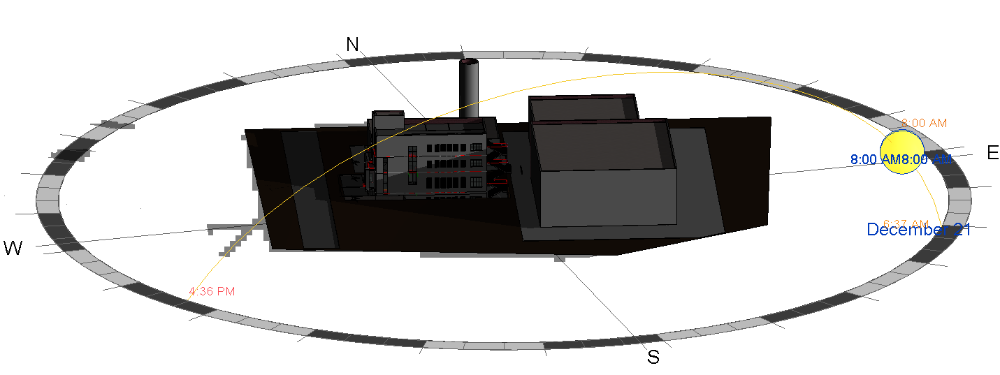 N
8:00 AM
E
8:00 AM8:00 AM
6:37 AM
December 21
W
4:36 PM
S